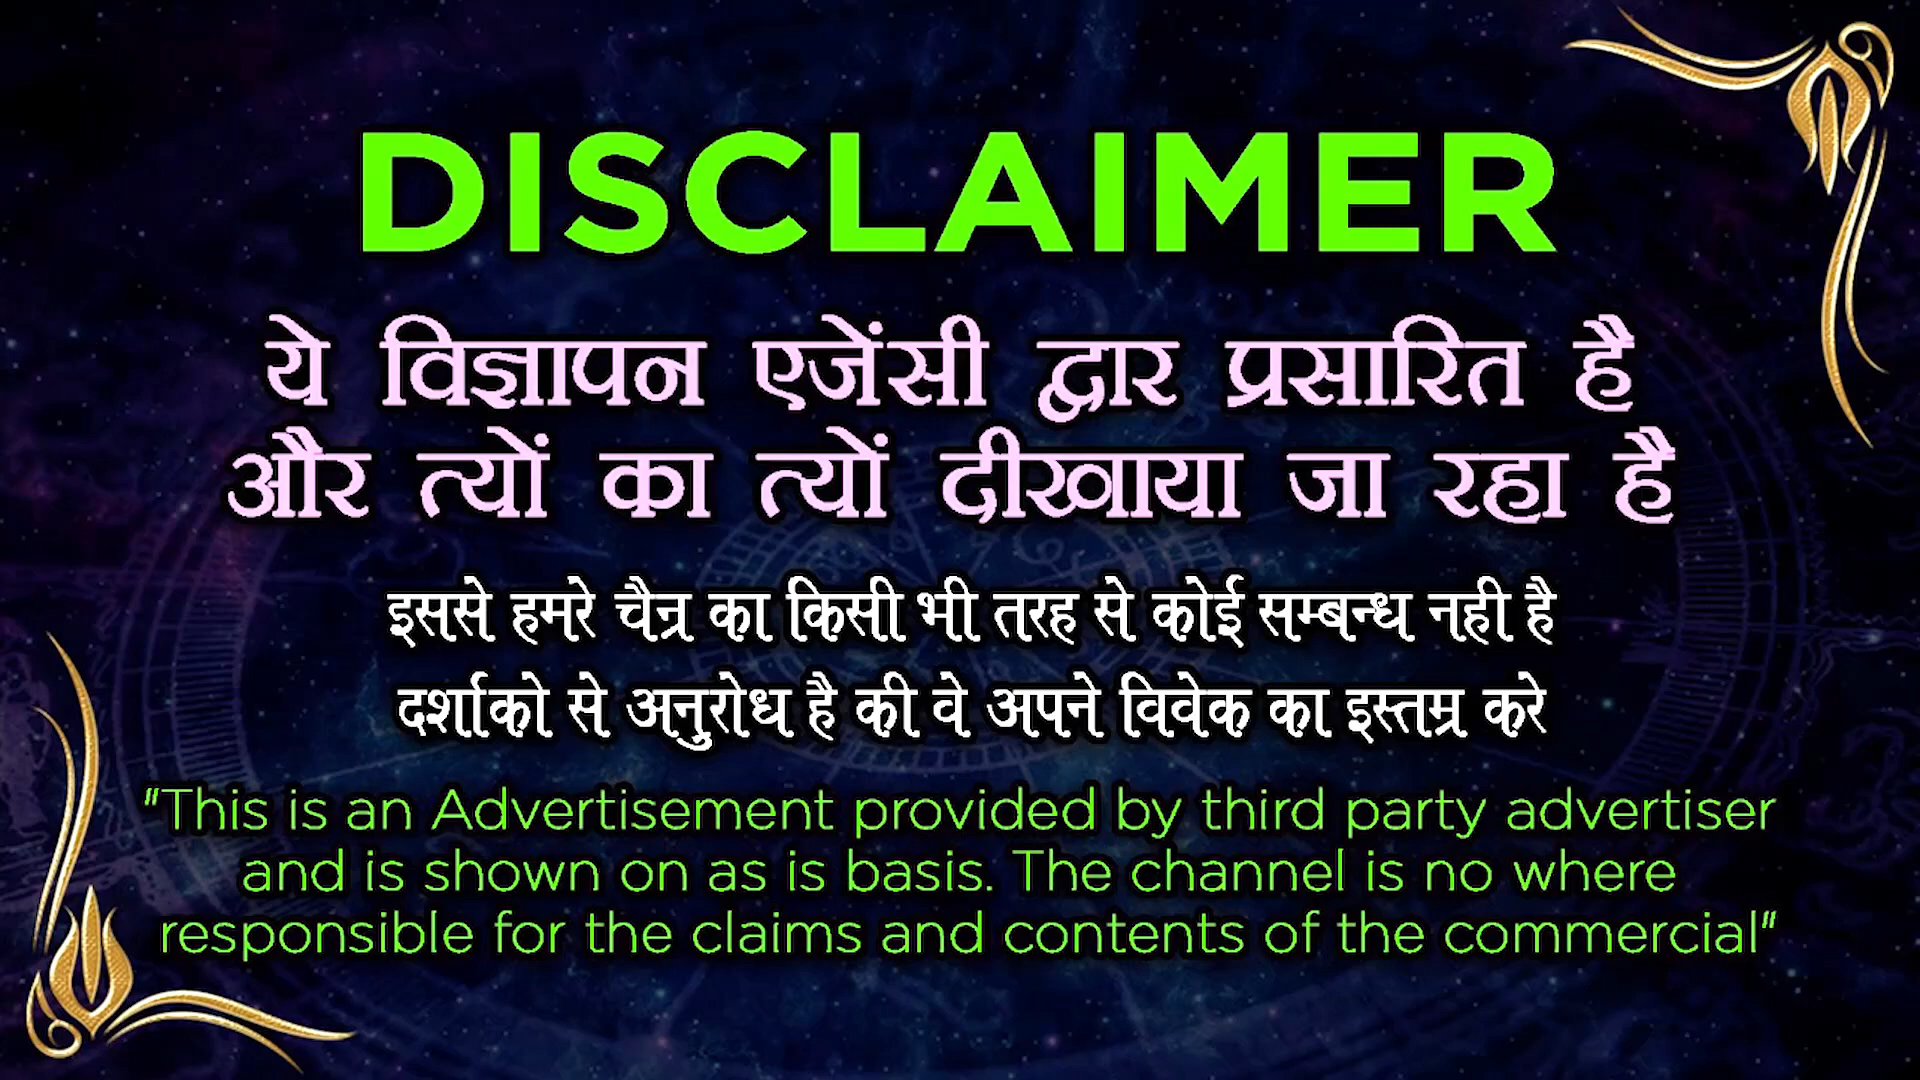 DISCLAIMER
ये विज्ञापन एजेंसी द्वार प्रसारित है
और त्यों का त्यों दीखाया जा रहा है
इससे हमरे चैन्र का किसी भी तरह से कोई सम्बन्ध नही है
दर्शाको से अनुरोध है की वे अपने विवेक का इस्तम्र करे
"This is an Advertisement provided by third party advertiser
and is shown on as is basis. The channel is no where
responsible for the claims and contents of the commercial"